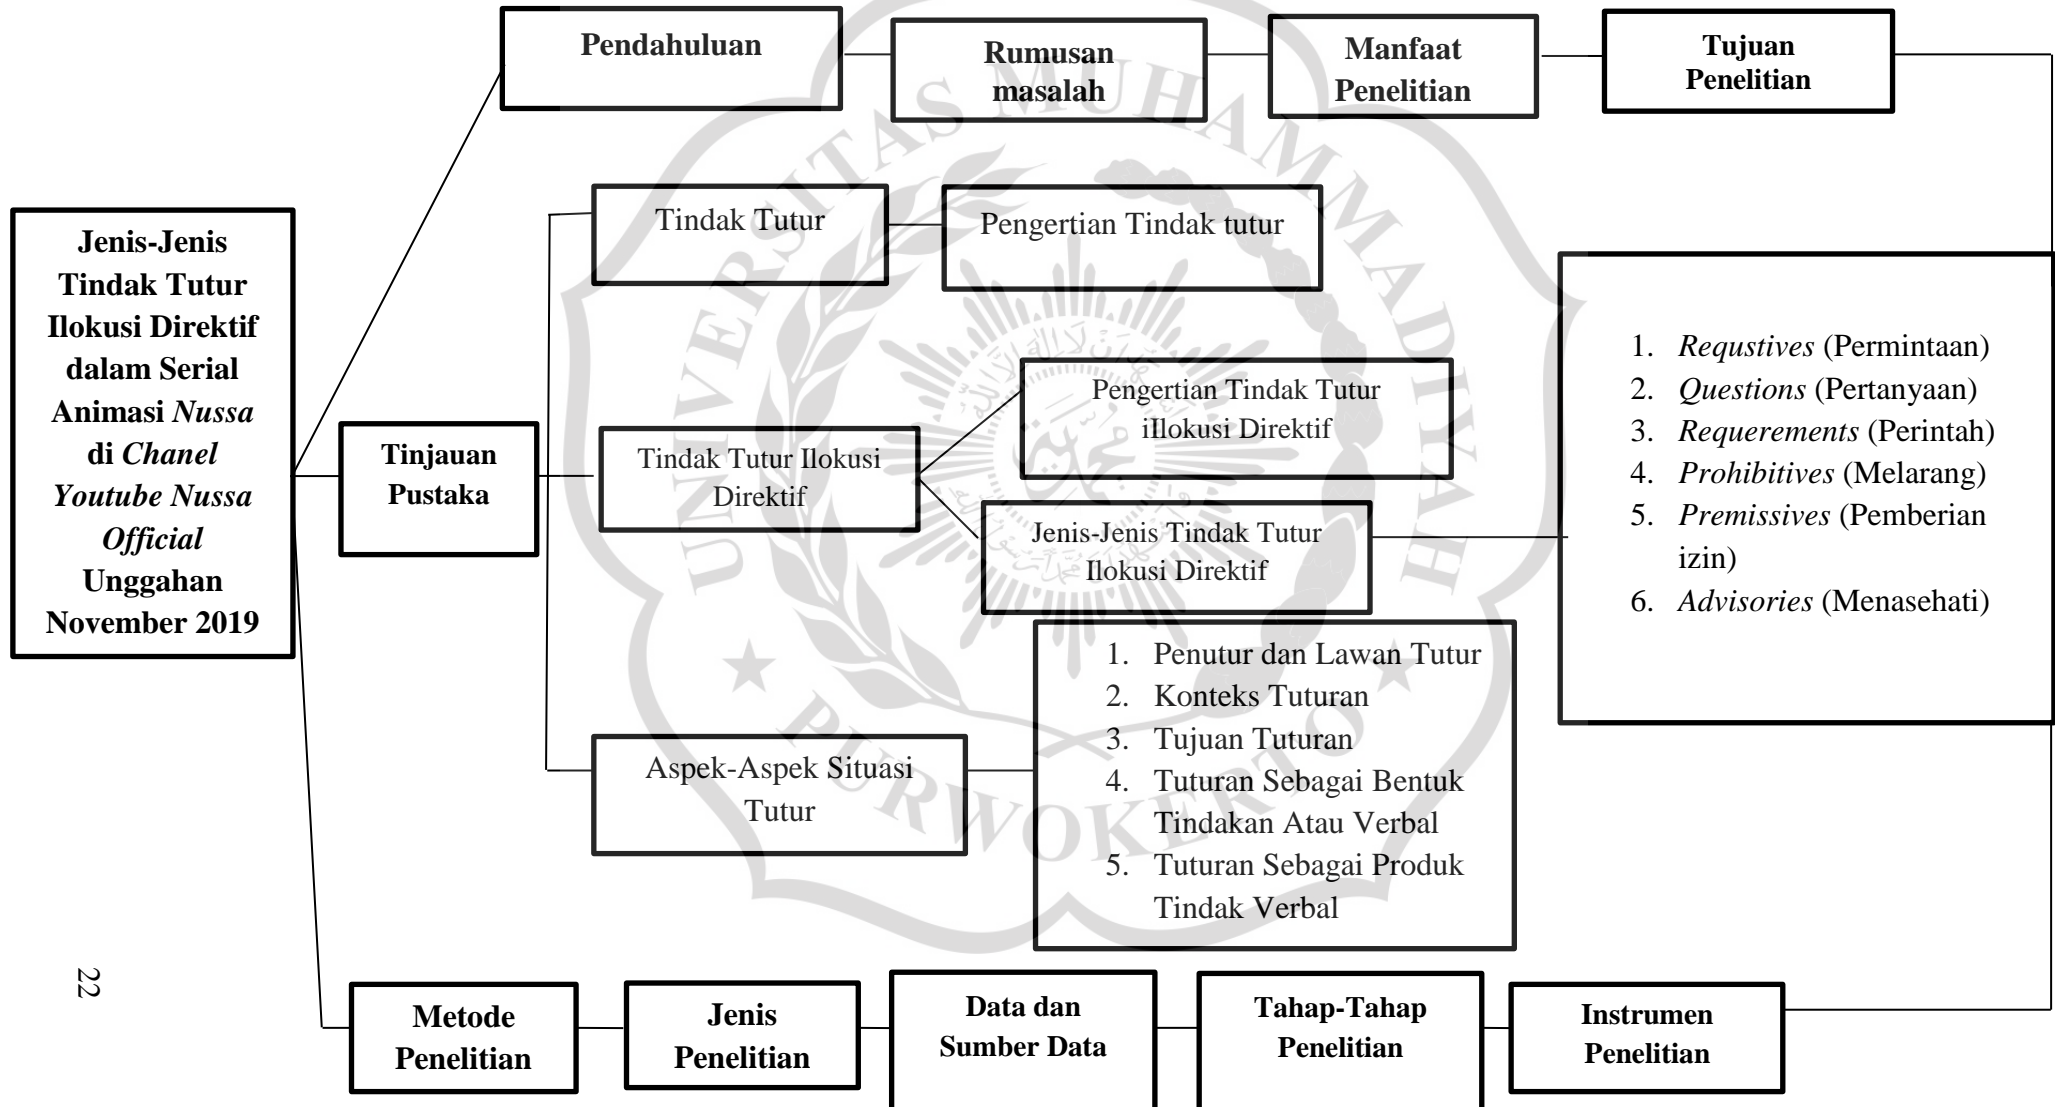 Pendahuluan
Rumusan
masalah
Manfaat
Penelitian
Tujuan
Penelitian
Jenis-Jenis
Tindak Tutur
Ilokusi Direktif
dalam Serial
Animasi Nussa
di Chanel
Youtube Nussa
Official
Unggahan
November 2019
Tinjauan
Pustaka
Tindak Tutur
Pengertian Tindak tutur
Tindak Tutur Ilokusi
Direktif
Pengertian Tindak Tutur
iIlokusi Direktif
Jenis-Jenis Tindak Tutur
Ilokusi Direktif
1. Requstives (Permintaan)
2. Questions (Pertanyaan)
3. Requerements (Perintah)
4. Prohibitives (Melarang)
5. Premissives (Pemberian
izin)
6. Advisories (Menasehati)
Aspek-Aspek Situasi
Tutur
1. Penutur dan Lawan Tutur
2. Konteks Tuturan
3. Tujuan Tuturan
4. Tuturan Sebagai Bentuk
Tindakan Atau Verbal
5. Tuturan Sebagai Produk
Tindak Verbal
Metode
Penelitian
Jenis
Penelitian
Data dan
Sumber Data
Tahap-Tahap
Penelitian
Instrumen
Penelitian
22
UNIVERSITAS MUHAMMADIYAH
PURWOKERTO